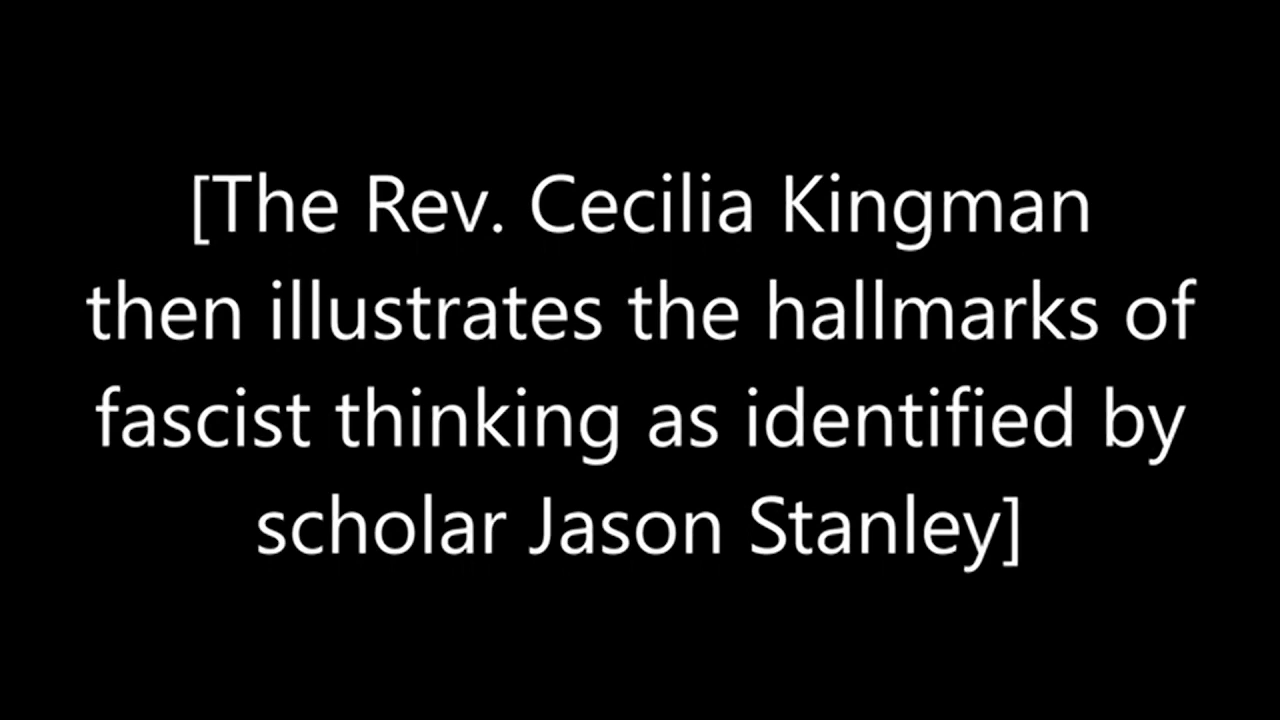 [The Rev. Cecilia Kingman
then illustrates the hallmarks of
fascist thinking as identified by
scholar Jason Stanley]